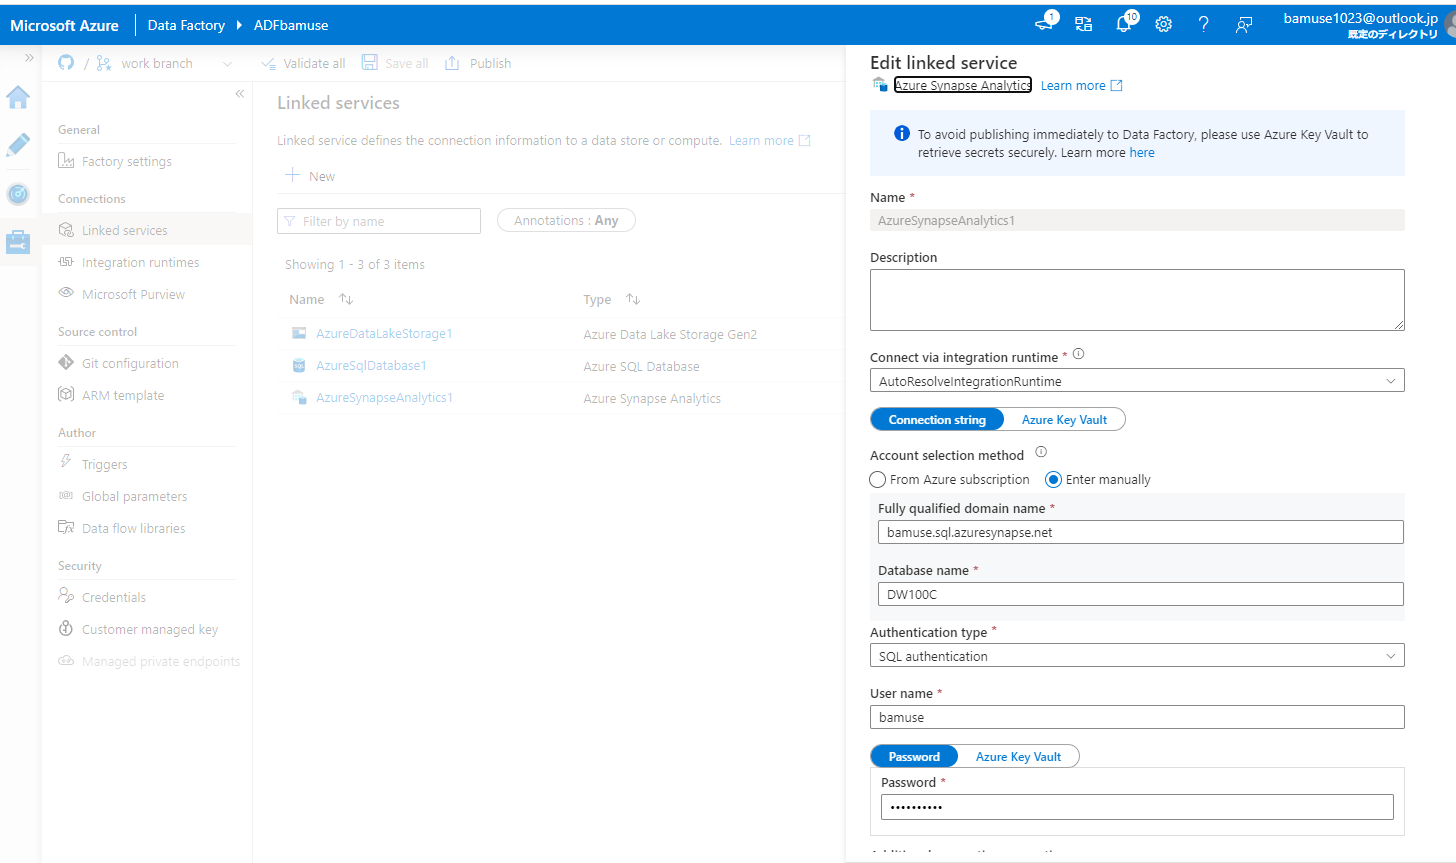 Microsoft Azure
Data Factory
ADFbamuse
1
10
bamuse1023@outlook.jp
既定のディレクトリ
»
/
work branch
Validate all
Save all
Publish
«
General
Factory settings
Connections
Linked services
Integration runtimes
Microsoft Purview
Source control
Git configuration
ARM template
Author
Triggers
Global parameters
Data flow libraries
Security
Credentials
Customer managed key
Managed private endpoints
Linked services
Linked service defines the connection information to a data store or compute. Learn more
New
Filter by name
Annotations : Any
Showing 1 - 3 of 3 items
Name
Type
AzureDataLakeStorage1
Azure Data Lake Storage Gen2
AzureSqlDatabase1
Azure SQL Database
AzureSynapseAnalytics1
Azure Synapse Analytics
Edit linked service
Azure Synapse Analytics Learn more
To avoid publishing immediately to Data Factory, please use Azure Key Vault to
retrieve secrets securely. Learn more here
Name *
AzureSynapseAnalytics1
Description
Connect via integration runtime *
AutoResolveIntegrationRuntime
Connection string
Azure Key Vault
Account selection method
From Azure subscription
Enter manually
Fully qualified domain name *
bamuse.sql.azuresynapse.net
Database name *
DW100C
Authentication type *
SQL authentication
User name *
bamuse
Password
Azure Key Vault
Password *
••••••••••